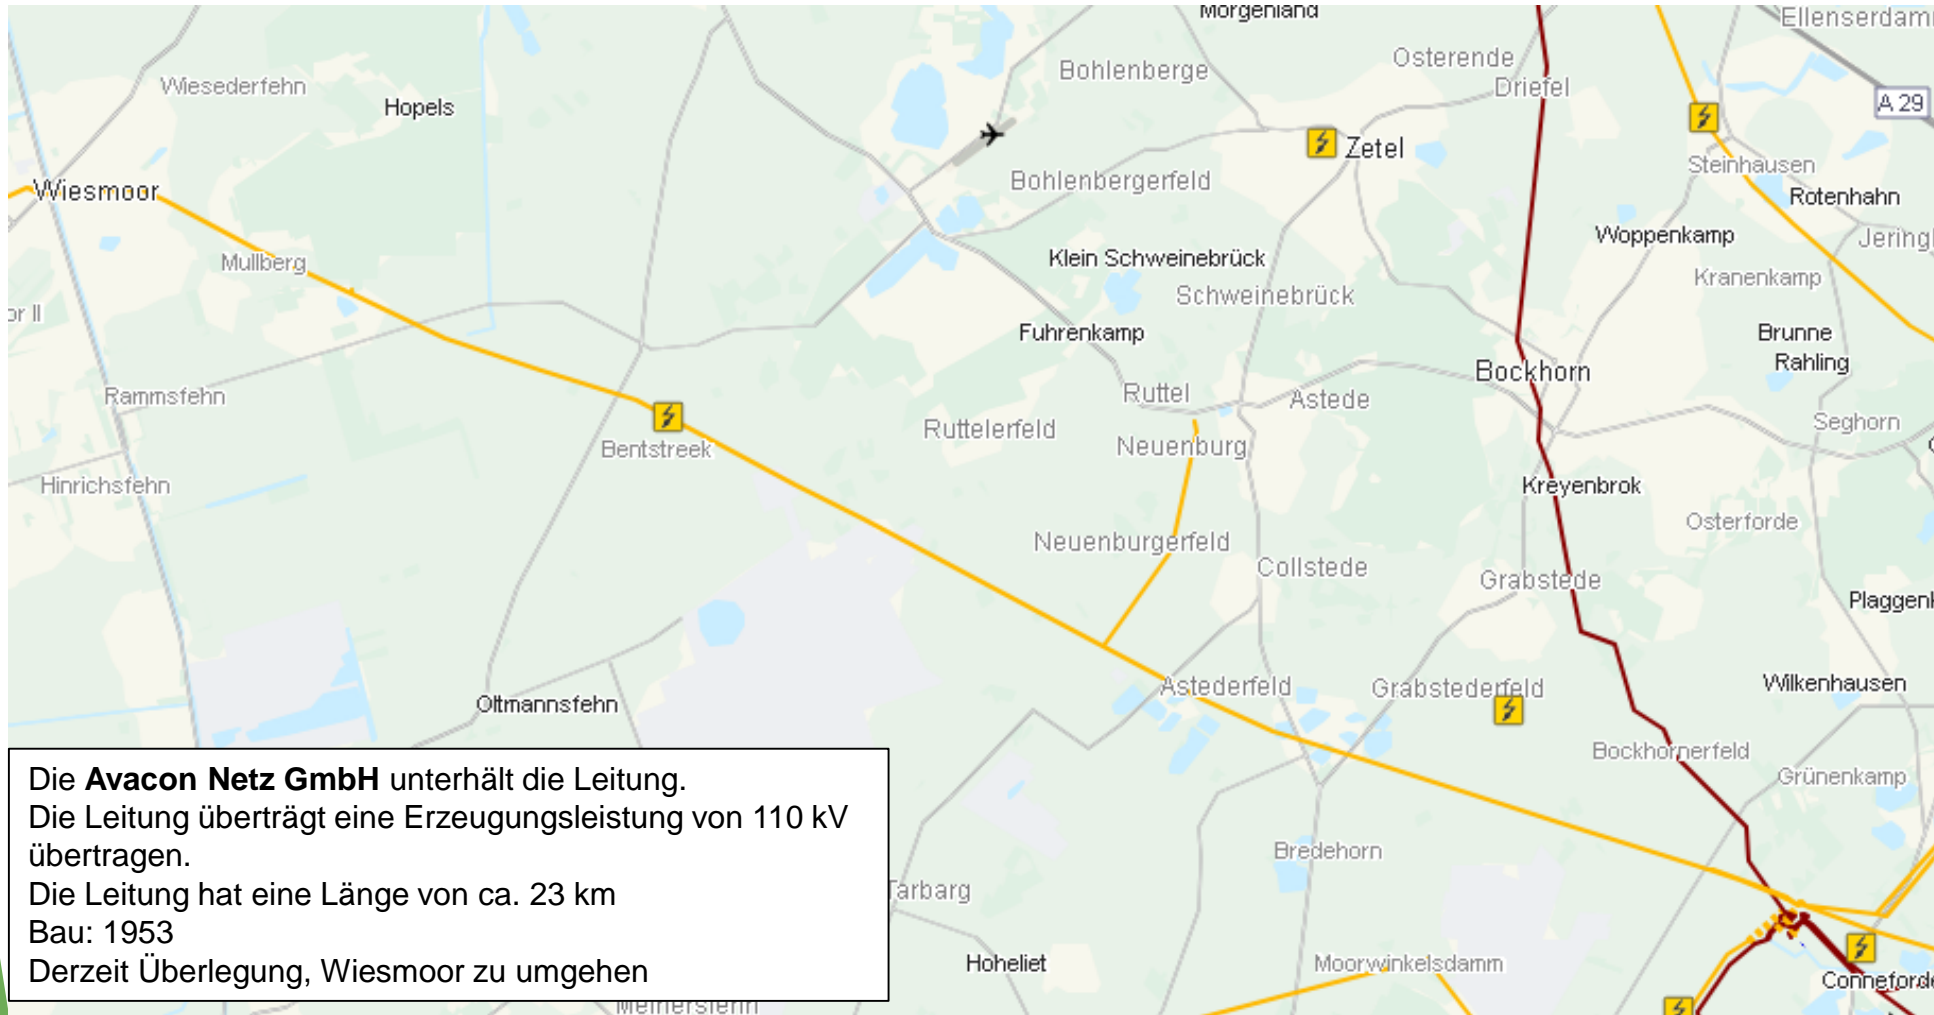 Morgenland
Ellenserdam
Osterende
Bohlenberge
Wiesederfehn
Driefel
Hopels
A 29
Zetel
Steinhausen
Bohlenbergerfeld
Wiesmoor
Rotenhahn
Woppenkamp
Jering
Klein Schweinebrück
Mullberg
Kranenkamp
Schweinebrück
or II
Fuhrenkamp
Brunne
Rahling
Bockhorn
Ruttel
Rammsfehn
Astede
Seghorn
Ruttelerfeld
Neuenburg
Bentstreek
Hinrichsfehn
Kreyenbrok
Osterforde
Neuenburgerfeld
Collstede
Grabstede
Plaggen
Wilkenhausen
Astederfeld
Grabstederfeld
Oltmannsfehn
Bockhornerfeld
Grünenkamp
Die Avacon Netz GmbH unterhält die Leitung.
Die Leitung überträgt eine Erzeugungsleistung von 110 kV
übertragen.
Die Leitung hat eine Länge von ca. 23 km
Bau: 1953
Derzeit Überlegung, Wiesmoor zu umgehen
Bredehorn
Tarbarg
Hoheliet
Moorwinkelsdamm
Conneforde